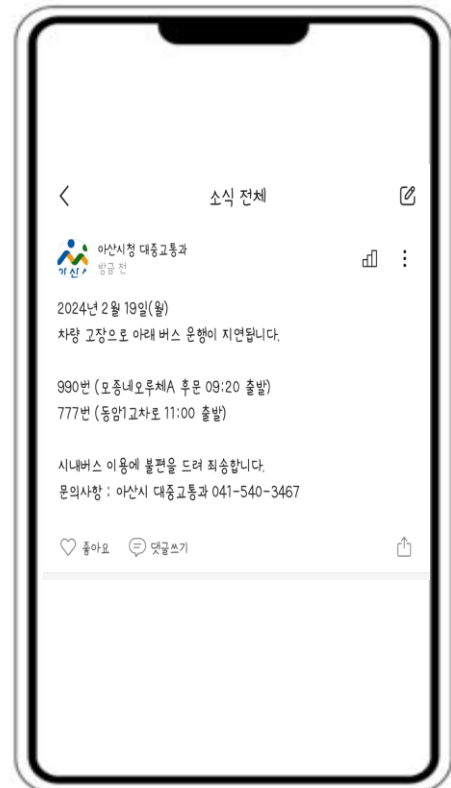 소식 전체
아산시청 대중교통과
방금 전
2024년 2월 19일(월)
차량 고장으로 아래 버스 운행이 지연됩니다.
990번 (모종네오루체A 후문 09:20 출발)
777번 (동암1교차로 11:00 출발)
시내버스 이용에 불편을 드려 죄송합니다.
문의사항 : 아산시 대중교통과 041-540-3467
좋아요 댓글쓰기